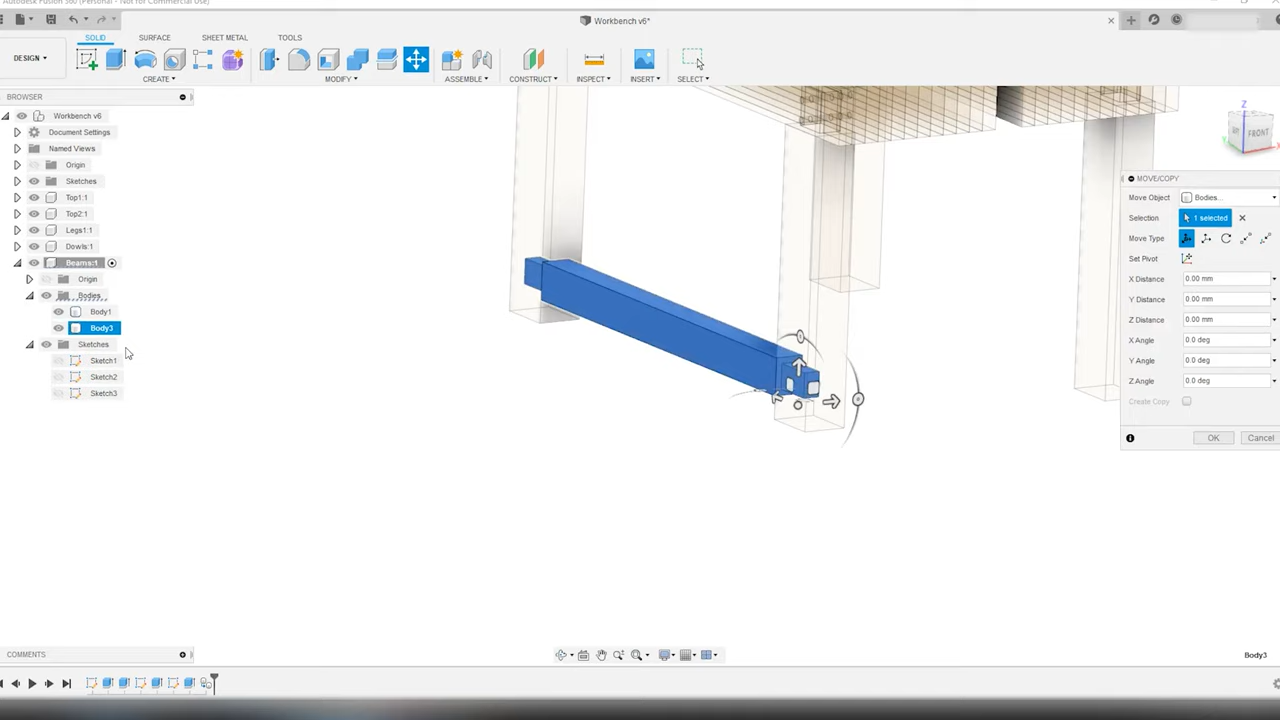 Autodesk Fusion 360 (Personal - Not for Commercial Use)
Workbench v6*
DESIGN
SOLID SURFACE SHEET METAL TOOLS
CREATE MODIFY ASSEMBLE CONSTRUCT INSPECT INSERT SELECT
BROWSER
Workbench v6
Document Settings
Named Views
Origin
Sketches
Top1:1
Top2:1
Legs1:1
Dowls:1
Beams:1
Origin
Bodies
Body1
Body3
Sketches
Sketch1
Sketch2
Sketch3
Z
FRONT
MOVE/COPY
Move Object Bodies...
Selection 1 selected
Move Type
Set Pivot
X Distance 0.00 mm
Y Distance 0.00 mm
Z Distance 0.00 mm
X Angle 0.0 deg
Y Angle 0.0 deg
Z Angle 0.0 deg
Create Copy
OK Cancel
COMMENTS
Body3